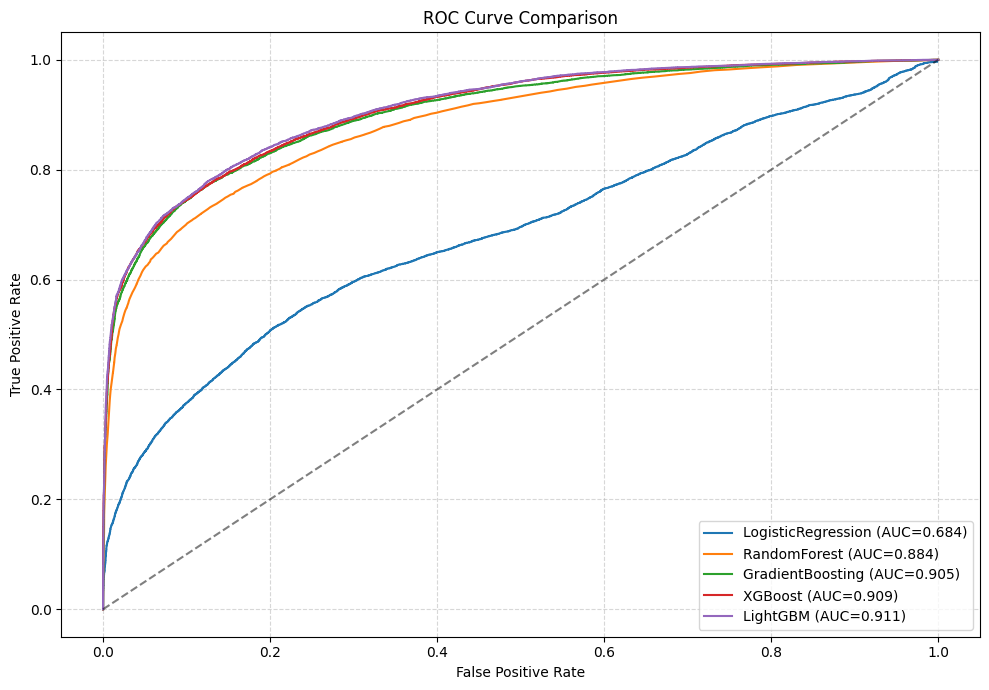 ROC Curve Comparison
True Positive Rate
1.0
0.8
0.6
0.4
0.2
0.0
LogisticRegression (AUC=0.684)
RandomForest (AUC=0.884)
GradientBoosting (AUC=0.905)
XGBoost (AUC=0.909)
LightGBM (AUC=0.911)
0.0 0.2 0.4 0.6 0.8 1.0
False Positive Rate